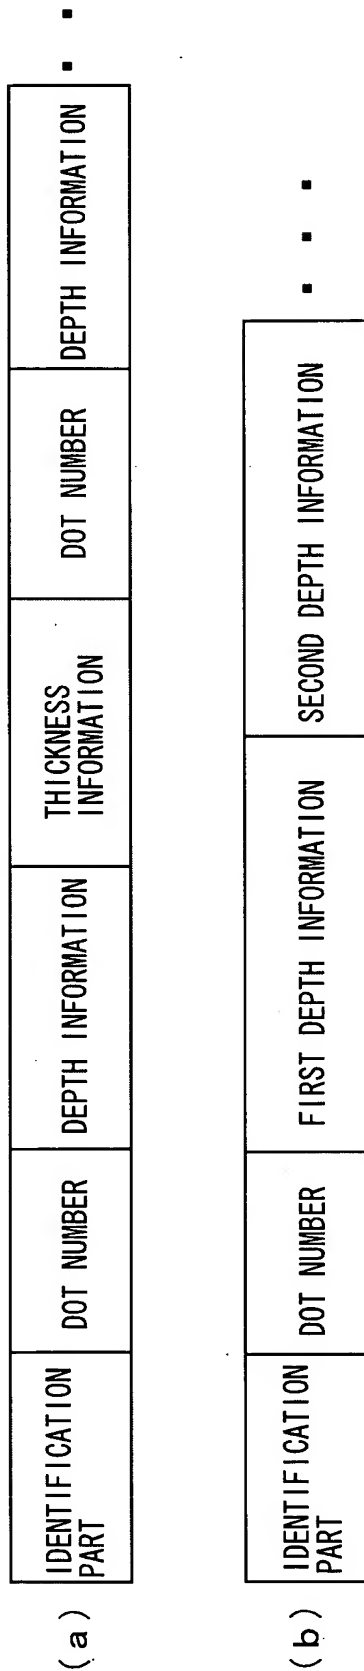 (a)
IDENTIFICATION
PART
DOT NUMBER
DEPTH INFORMATION
THICKNESS
INFORMATION
DOT NUMBER
DEPTH INFORMATION
(b)
IDENTIFICATION
PART
DOT NUMBER
FIRST DEPTH INFORMATION
SECOND DEPTH INFORMATION